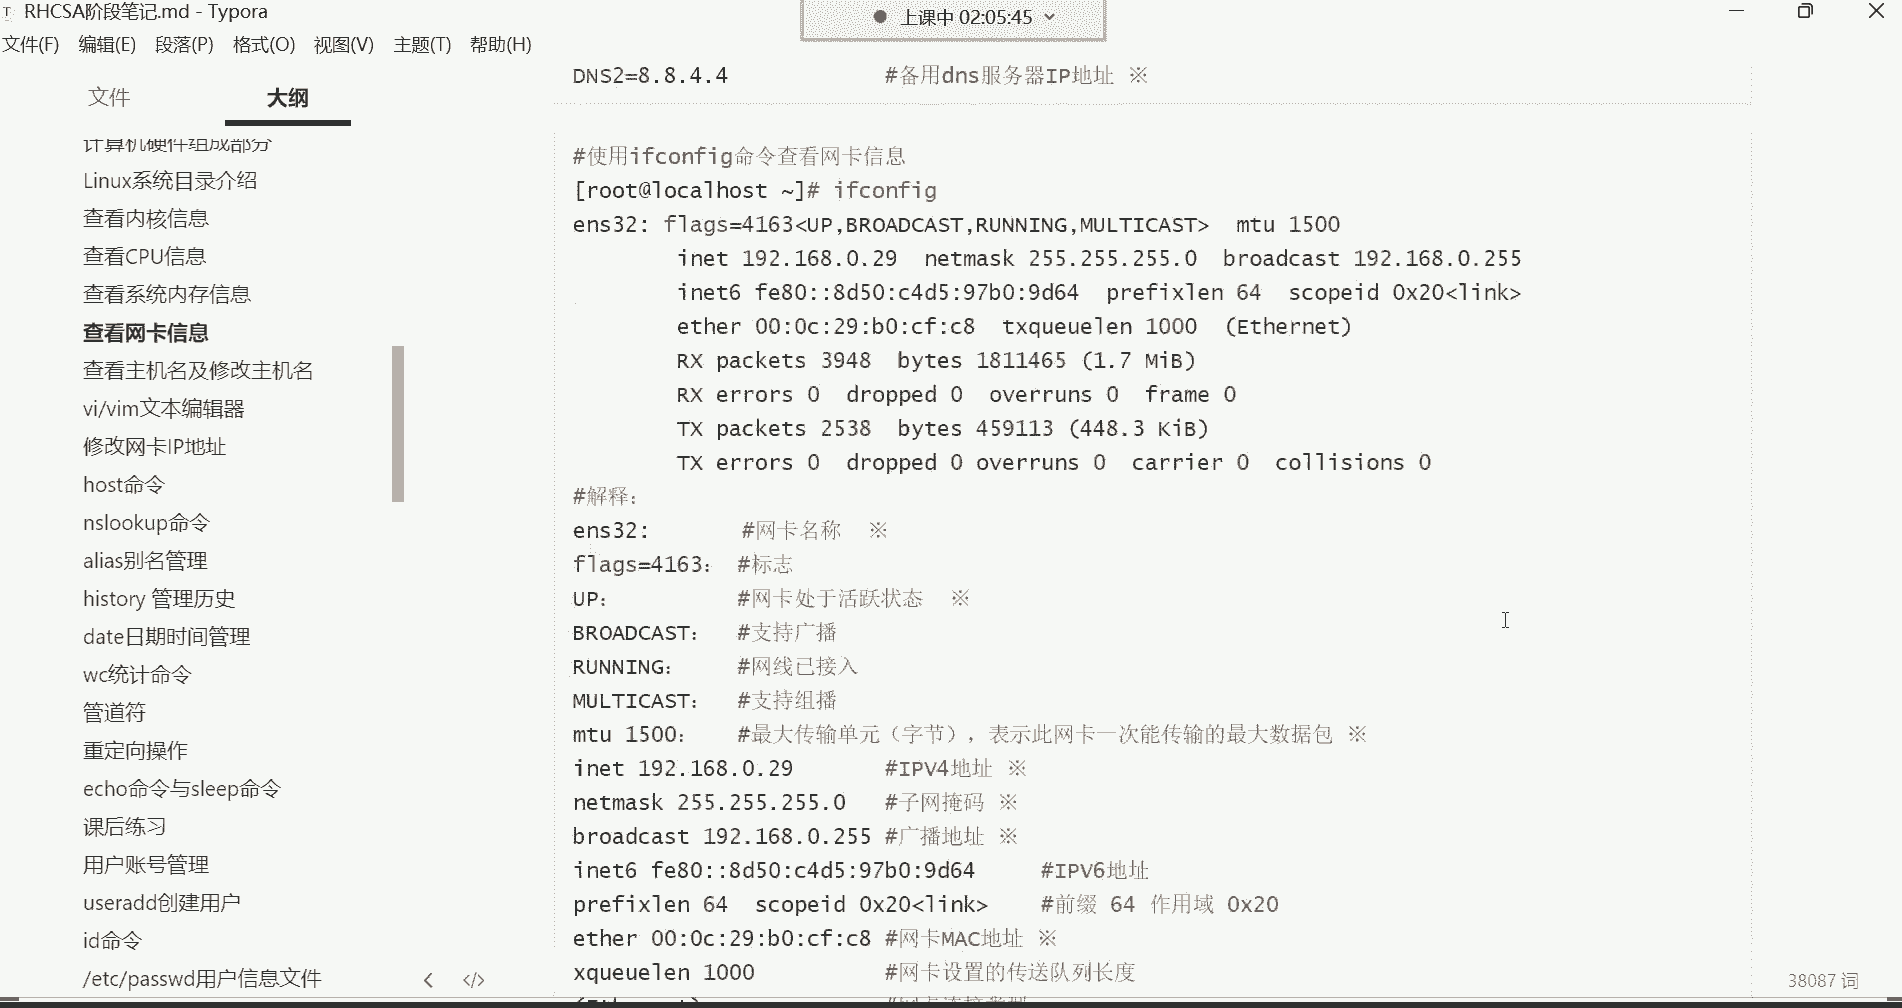 RHCSA阶段笔记.md - Typora
上课中 02:05:45
文件(F) 编辑(E) 段落(P) 格式(O) 视图(V) 主题(T) 帮助(H)
文件 大纲
计算机硬件组成部分
Linux系统目录介绍
查看内核信息
查看CPU信息
查看系统内存信息
查看网卡信息
查看主机名及修改主机名
vi/vim文本编辑器
修改网卡IP地址
host命令
nslookup命令
alias别名管理
history 管理历史
date日期时间管理
wc统计命令
管道符
重定向操作
echo命令与sleep命令
课后练习
用户账号管理
useradd创建用户
id命令
/etc/passwd用户信息文件
DNS2=8.8.4.4 #备用dns服务器IP地址 ※
#使用ifconfig命令查看网卡信息
[root@localhost ~]# ifconfig
ens32: flags=4163<UP,BROADCAST,RUNNING,MULTICAST> mtu 1500
inet 192.168.0.29 netmask 255.255.255.0 broadcast 192.168.0.255
inet6 fe80::8d50:c4d5:97b0:9d64 prefixlen 64 scopeid 0x20<link>
ether 00:0c:29:b0:cf:c8 txqueuelen 1000 (Ethernet)
RX packets 3948 bytes 1811465 (1.7 MiB)
RX errors 0 dropped 0 overruns 0 frame 0
TX packets 2538 bytes 459113 (448.3 KiB)
TX errors 0 dropped 0 overruns 0 carrier 0 collisions 0
#解释：
ens32: #网卡名称 ※
flags=4163： #标志
UP： #网卡处于活跃状态 ※
BROADCAST： #支持广播
RUNNING： #网线已接入
MULTICAST： #支持组播
mtu 1500： #最大传输单元（字节），表示此网卡一次能传输的最大数据包 ※
inet 192.168.0.29 #IPV4地址 ※
netmask 255.255.255.0 #子网掩码 ※
broadcast 192.168.0.255 #广播地址 ※
inet6 fe80::8d50:c4d5:97b0:9d64 #IPV6地址
prefixlen 64 scopeid 0x20<link> #前缀 64 作用域 0x20
ether 00:0c:29:b0:cf:c8 #网卡MAC地址 ※
xqueuelen 1000 #网卡设置的传送队列长度
38087 词